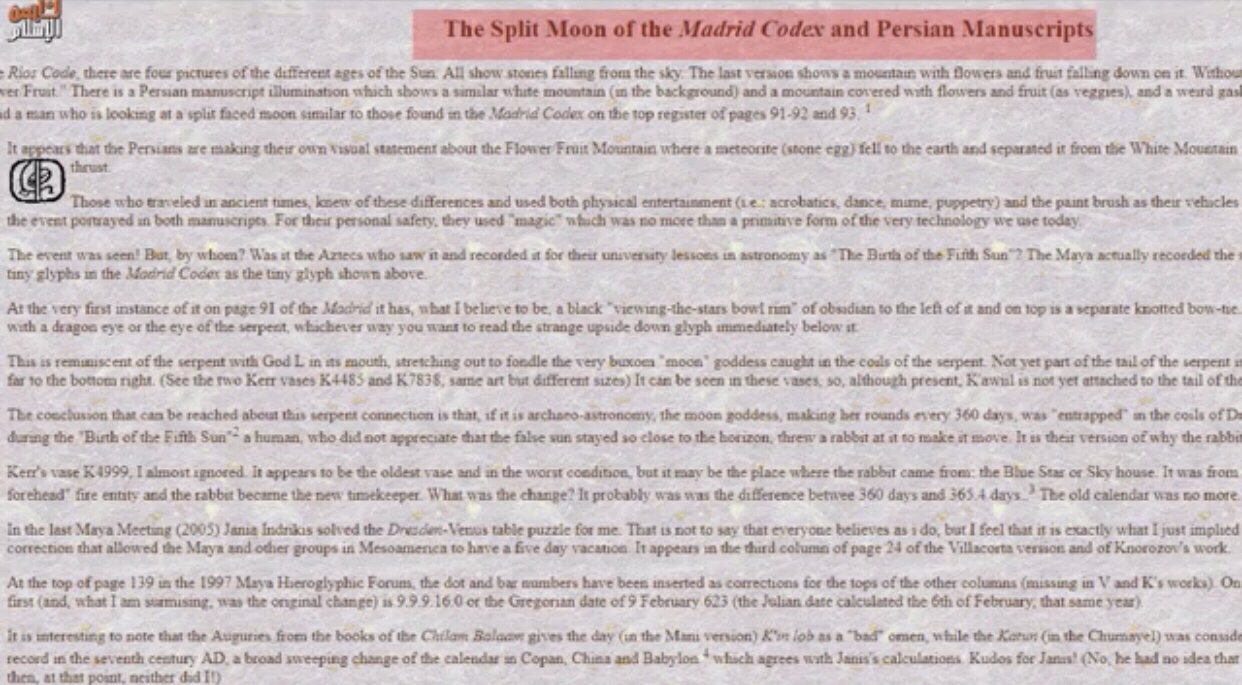 إسلام
The Split Moon of the Madrid Codex and Persian Manuscripts
Rios Code, there are four pictures of the different ages of the Sun. All show stones falling from the sky. The last version shows a mountain with flowers and fruit falling down on it. Without
wer Fruit." There is a Persian manuscript illumination which shows a similar white mountain (in the background) and a mountain covered with flowers and fruit (as veggies), and a weird
d a man who is looking at a split faced moon similar to those found in the Madrid Codex on the top register of pages 91-92 and 93. 1
It appears that the Persians are making their own visual statement about the Flower Fruit Mountain where a meteorite (stone egg) fell to the earth and separated it from the White Mountain
thrust.
Those who traveled in ancient times, knew of these differences and used both physical entertainment (i.e.: acrobatics, dance, mime, puppetry) and the paint brush as their vehicles
the event portrayed in both manuscripts. For their personal safety, they used "magic" which was no more than a primitive form of the very technology we use today.
The event was seen! But, by whom? Was it the Aztecs who saw it and recorded it for their university lessons in astronomy as "The Birth of the Fifth Sun"? The Maya actually recorded the
tiny glyphs in the Madrid Codex as the tiny glyph shown above.
At the very first instance of it on page 91 of the Madrid it has, what I believe to be, a black "viewing-the-stars bowl rim" of obsidian to the left of it and on top is a separate knotted bow-tie.
with a dragon eye or the eye of the serpent, whichever way you want to read the strange upside down glyph immediately below it.
This is reminiscent of the serpent with God L in its mouth, stretching out to fondle the very buxom "moon" goddess caught in the coils of the serpent. Not yet part of the tail of the serpent is
far to the bottom right. (See the two Kerr vases K4485 and K7838, same art but different sizes) It can be seen in these vases, so, although present, K'awiil is not yet attached to the tail of the
The conclusion that can be reached about this serpent connection is that, if it is archaeo-astronomy, the moon goddess, making her rounds every 360 days, was "entrapped" in the coils of
during the "Birth of the Fifth Sun"2 a human, who did not appreciate that the false sun stayed so close to the horizon, threw a rabbit at it to make it move. It is their version of why the rabbit
Kerr's vase K4999, I almost ignored. It appears to be the oldest vase and in the worst condition, but it may be the place where the rabbit came from: the Blue Star or Sky house. It was from
forehead" fire entity and the rabbit became the new timekeeper. What was the change? It probably was was the difference betwee 360 days and 365.4 days..3 The old calendar was no more.
In the last Maya Meeting (2005) Jania Indrikis solved the Dresden-Venus table puzzle for me. That is not to say that everyone believes as i do, but I feel that it is exactly what I just implied
correction that allowed the Maya and other groups in Mesoamerica to have a five day vacation. It appears in the third column of page 24 of the Villacorta version and of Knorozov's work.
At the top of page 139 in the 1997 Maya Hieroglyphic Forum, the dot and bar numbers have been inserted as corrections for the tops of the other columns (missing in V and K's works). On
first (and, what I am surmising, was the original change) is 9.9.9.16.0 or the Gregorian date of 9 February 623 (the Julian date calculated the 6th of February, that same year).
It is interesting to note that the Auguries from the books of the Chilam Balaam gives the day (in the Mani version) K'in lob as a "bad" omen, while the Katun (in the Chumayel) was
record in the seventh century AD, a broad sweeping change of the calendar in Copan, China and Babylon 4 which agrees with Janis's calculations. Kudos for Janis! (No, he had no idea that
then, at that point, neither did I!)